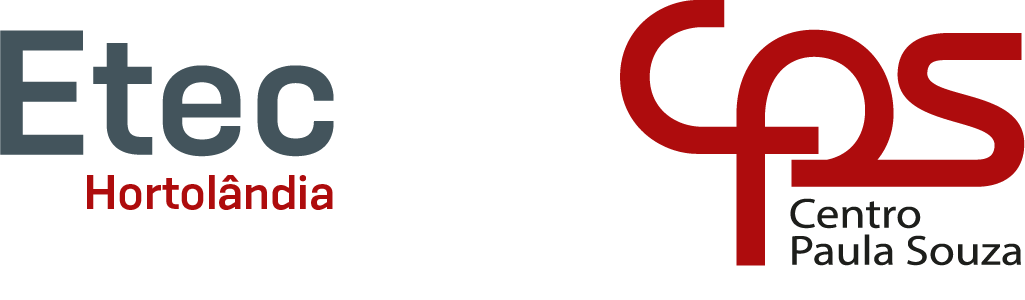 Etec
Hortolândia
cps
Centro
Paula Souza